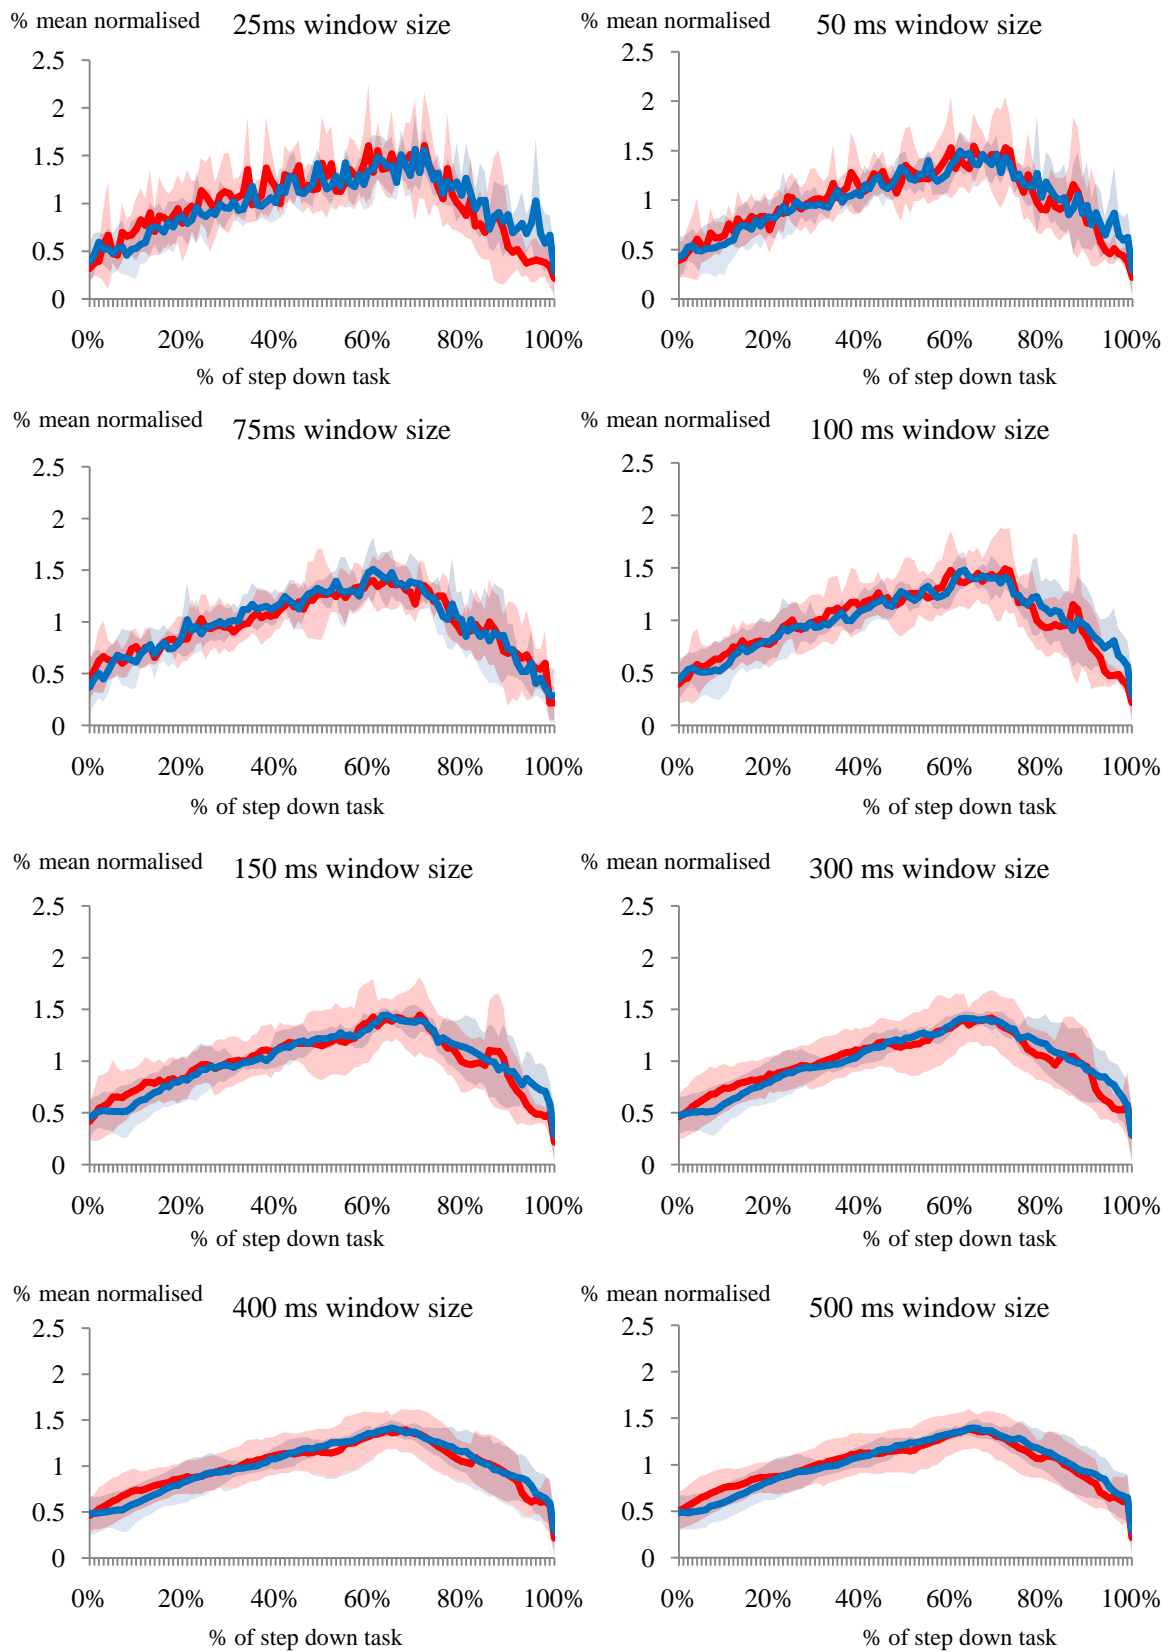 % mean normalised 25ms window size
2.5
2
1.5
1
0.5
0
0% 20% 40% 60% 80% 100%
% of step down task
% mean normalised 50 ms window size
2.5
2
1.5
1
0.5
0
0% 20% 40% 60% 80% 100%
% of step down task
% mean normalised 75ms window size
2.5
2
1.5
1
0.5
0
0% 20% 40% 60% 80% 100%
% of step down task
% mean normalised 100 ms window size
2.5
2
1.5
1
0.5
0
0% 20% 40% 60% 80% 100%
% of step down task
% mean normalised 150 ms window size
2.5
2
1.5
1
0.5
0
0% 20% 40% 60% 80% 100%
% of step down task
% mean normalised 300 ms window size
2.5
2
1.5
1
0.5
0
0% 20% 40% 60% 80% 100%
% of step down task
% mean normalised 400 ms window size
2.5
2
1.5
1
0.5
0
0% 20% 40% 60% 80% 100%
% of step down task
% mean normalised 500 ms window size
2.5
2
1.5
1
0.5
0
0% 20% 40% 60% 80% 100%
% of step down task